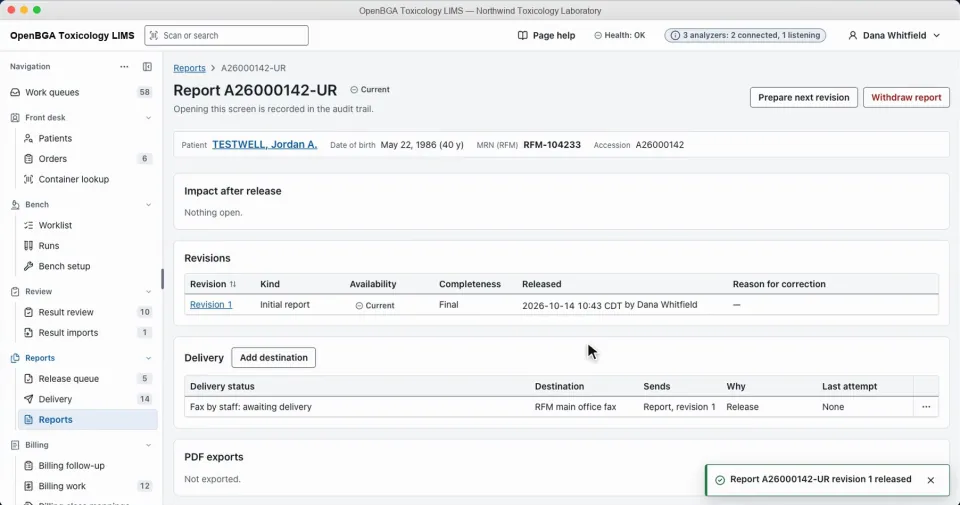 OpenBGA Toxicology LIMS — Northwind Toxicology Laboratory
OpenBGA Toxicology LIMS
Scan or search
Page help
Health: OK
3 analyzers: 2 connected, 1 listening
Dana Whitfield
Navigation
Work queues 58
Front desk
Patients
Orders 6
Container lookup
Bench
Worklist
Runs
Bench setup
Review
Result review 10
Result imports 1
Reports
Release queue 5
Delivery 14
Reports
Billing
Billing follow-up
Billing work 12
Reports > A26000142-UR
Report A26000142-UR Current
Opening this screen is recorded in the audit trail.
Prepare next revision
Withdraw report
Patient TESTWELL, Jordan A. Date of birth May 22, 1986 (40 y) MRN (RFM) RFM-104233 Accession A26000142
Impact after release
Nothing open.
Revisions
Revision Kind Availability Completeness Released Reason for correction
Revision 1 Initial report Current Final 2026-10-14 10:43 CDT by Dana Whitfield —
Delivery Add destination
Delivery status Destination Sends Why Last attempt
Fax by staff: awaiting delivery RFM main office fax Report, revision 1 Release None
PDF exports
Not exported.
Report A26000142-UR revision 1 released